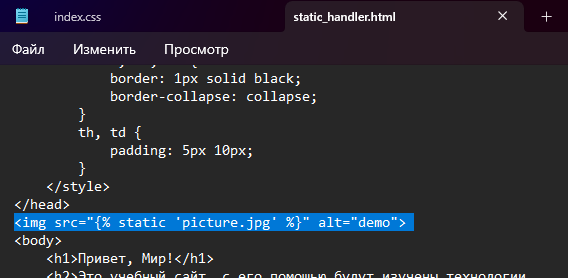 index.css
static_handler.html
Файл Изменить Просмотр
border: 1px solid black;
border-collapse: collapse;
}
th, td {
padding: 5px 10px;
}
</style>
</head>
<img src="{% static 'picture.jpg' %}" alt="demo">
<body>
<h1>Привет, Мир!</h1>
<h2>Это учебный сайт, с его помощью будут изучены технологии